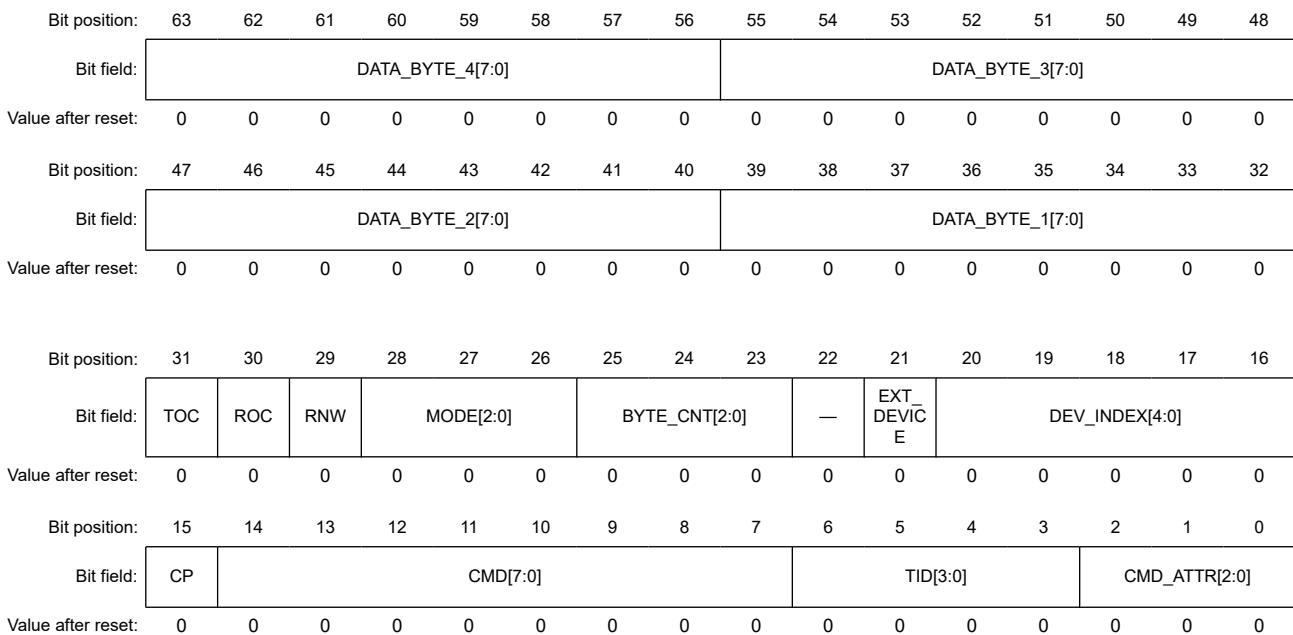 Bit position: 63 62 61 60 59 58 57 56 55 54 53 52 51 50 49 48
Bit field: DATA_BYTE_4[7:0] DATA_BYTE_3[7:0]
Value after reset: 0 0 0 0 0 0 0 0 0 0 0 0 0 0 0 0
Bit position: 47 46 45 44 43 42 41 40 39 38 37 36 35 34 33 32
Bit field: DATA_BYTE_2[7:0] DATA_BYTE_1[7:0]
Value after reset: 0 0 0 0 0 0 0 0 0 0 0 0 0 0 0 0
Bit position: 31 30 29 28 27 26 25 24 23 22 21 20 19 18 17 16
Bit field: TOC ROC RNW MODE[2:0] BYTE_CNT[2:0] — EXT_
DEVIC
E DEV_INDEX[4:0]
Value after reset: 0 0 0 0 0 0 0 0 0 0 0 0 0 0 0 0
Bit position: 15 14 13 12 11 10 9 8 7 6 5 4 3 2 1 0
Bit field: CP CMD[7:0] TID[3:0] CMD_ATTR[2:0]
Value after reset: 0 0 0 0 0 0 0 0 0 0 0 0 0 0 0 0